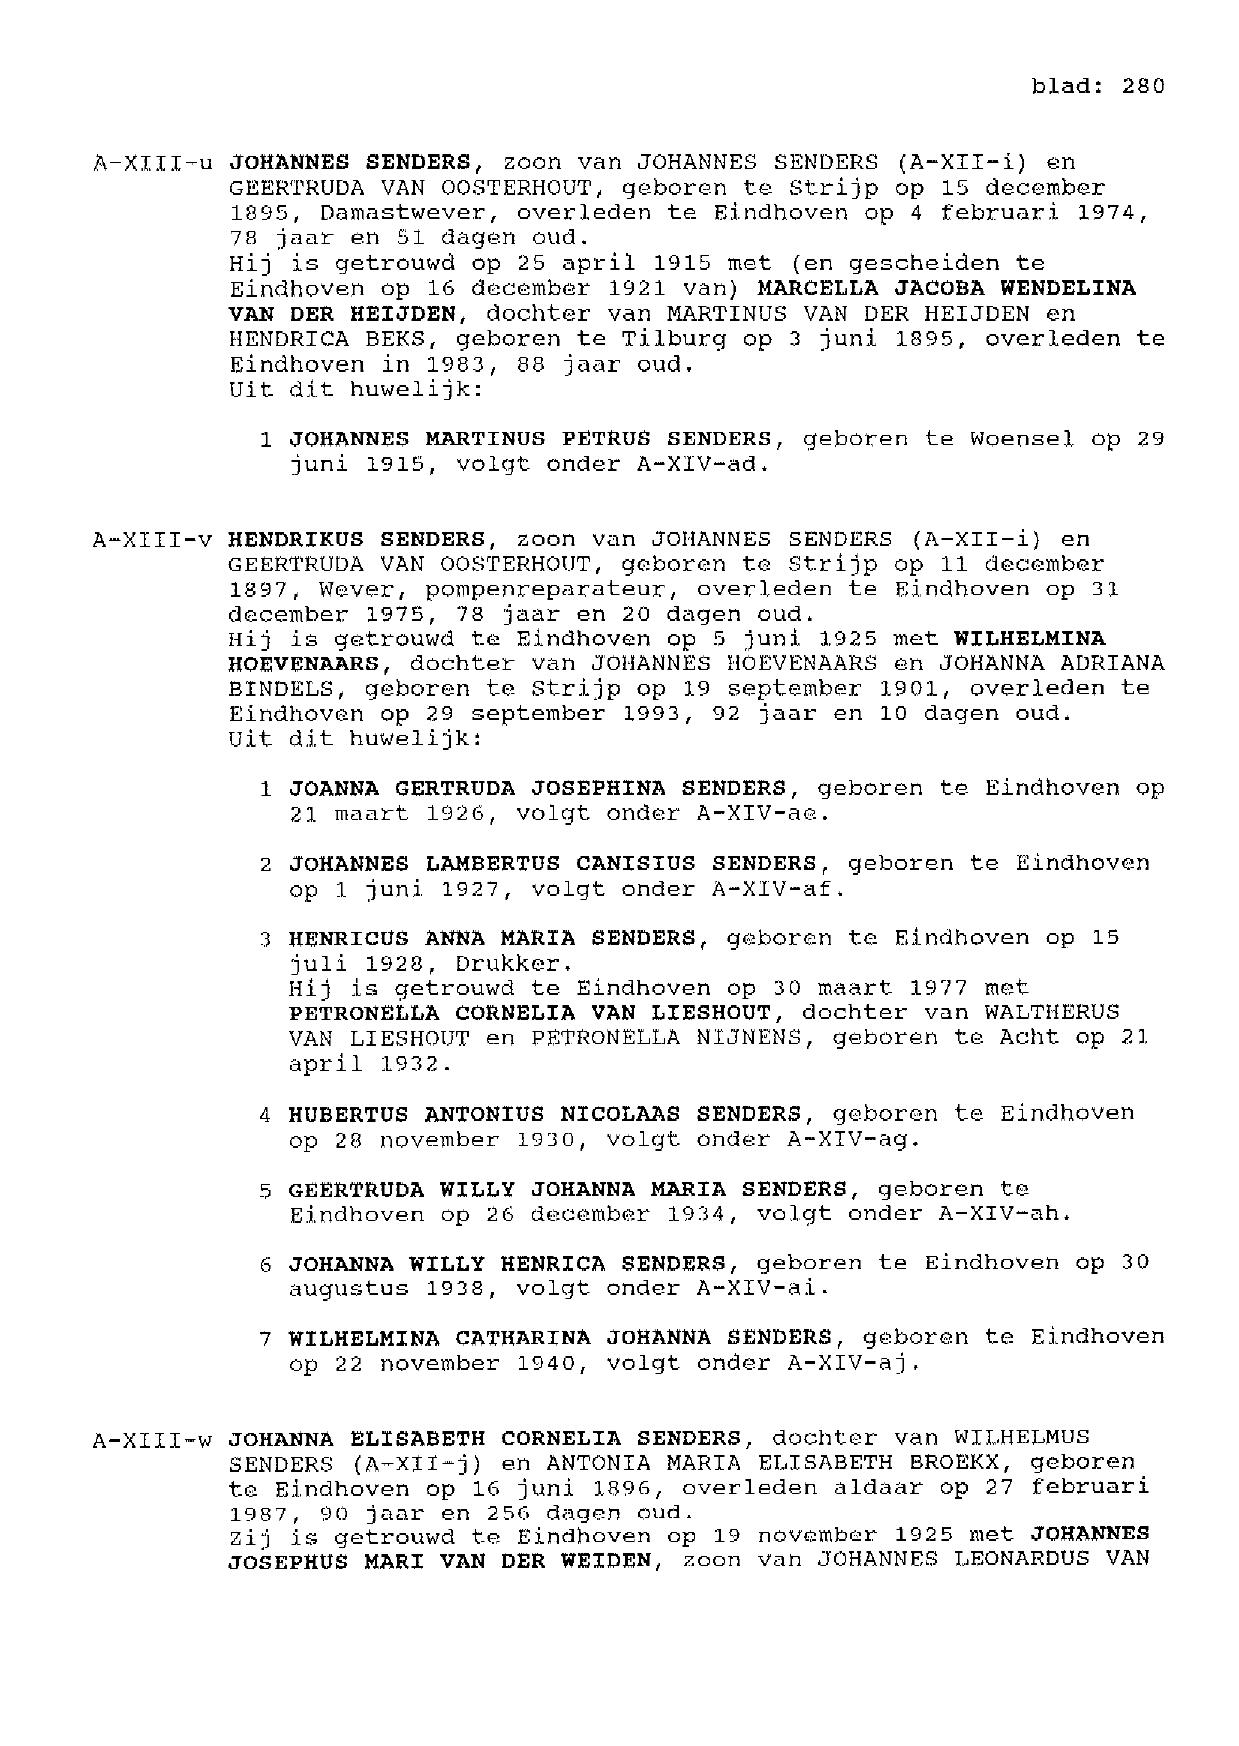 blad: 280
A-XIII-u JOHANNES SENDERS, zoon van JOHANNES SENDERS (A-XII-i) en
GEERTRUDA VAN OOSTERHOUT, geboren te Strijp op 15 december
1895, Damastwever, overleden te Eindhoven op 4 februari 1974,
78 jaar en 51 dagen oud.
Hij is getrouwd op 25 april 1915 met (en gescheiden te
Eindhoven op 16 december 1921 van) MARCELLA JACOBA WENDELINA
VAN DER HEIJDEN, dochter van MARTINUS VAN DER HEIJDEN en
HENDRICA BEKS, geboren te Tilburg op 3 juni 1895, overleden te
Eindhoven in 1983, 88 jaar oud.
Uit dit huwelijk:
1 JOHANNES MARTINUS PETRUS SENDERS, geboren te Woensel op 29
juni 1915, volgt onder A-XIV-ad.
A-XIII-v HENDRIKUS SENDERS, zoon van JOHANNES SENDERS (A-XII-i) en
GEERTRUDA VAN OOSTERHOUT, geboren te Strijp op 11 december
1897, Wever, pompenreparateur, overleden te Eindhoven op 31
december 1975, 78 jaar en 20 dagen oud.
Hij is getrouwd te Eindhoven op 5 juni 1925 met WILHELMINA
HOEVENAARS, dochter van JOHANNES HOEVENAARS en JOHANNA ADRIANA
BINDELS, geboren te Strijp op 19 september 1901, overleden te
Eindhoven op 29 september 1993, 92 jaar en 10 dagen oud.
Uit dit huwelijk:
1 JOANNA GERTRUDA JOSEPHINA SENDERS, geboren te Eindhoven op
21 maart 1926, volgt onder A-XIV-ae.
2 JOHANNES LAMBERTUS CANISIUS SENDERS, geboren te Eindhoven
op 1 juni 1927, volgt onder A-XIV-af.
3 HENRICUS ANNA MARIA SENDERS, geboren te Eindhoven op 15
juli 1928, Drukker.
Hij is getrouwd te Eindhoven op 30 maart 1977 met
PETRONELLA CORNELIA VAN LIESHOUT, dochter van WALTHERUS
VAN LIESHOUT en PETRONELLA NIJNENS, geboren te Acht op 21
april 1932.
4 HUBERTUS ANTONIUS NICOLAAS SENDERS, geboren te Eindhoven
op 28 november 1930, volgt onder A-XIV-ag.
5 GEERTRUDA WILLY JOHANNA MARIA SENDERS, geboren te
Eindhoven op 26 december 1934, volgt onder A-XIV-ah.
6 JOHANNA WILLY HENRICA SENDERS, geboren te Eindhoven op 30
augustus 1938, volgt onder A-XIV-ai.
7 WILHELMINA CATHARINA JOHANNA SENDERS, geboren te Eindhoven
op 22 november 1940, volgt onder A-XIV-aj.
A-XIII-w JOHANNA ELISABETH CORNELIA SENDERS, dochter van WILHELMUS
SENDERS (A-XII-j) en ANTONIA MARIA ELISABETH BROEKX, geboren
te Eindhoven op 16 juni 1896, overleden aldaar op 27 februari
1987, 90 jaar en 256 dagen oud.
Zij is getrouwd te Eindhoven op 19 november 1925 met JOHANNES
JOSEPHUS MARI VAN DER WEIDEN, zoon van JOHANNES LEONARDUS VAN